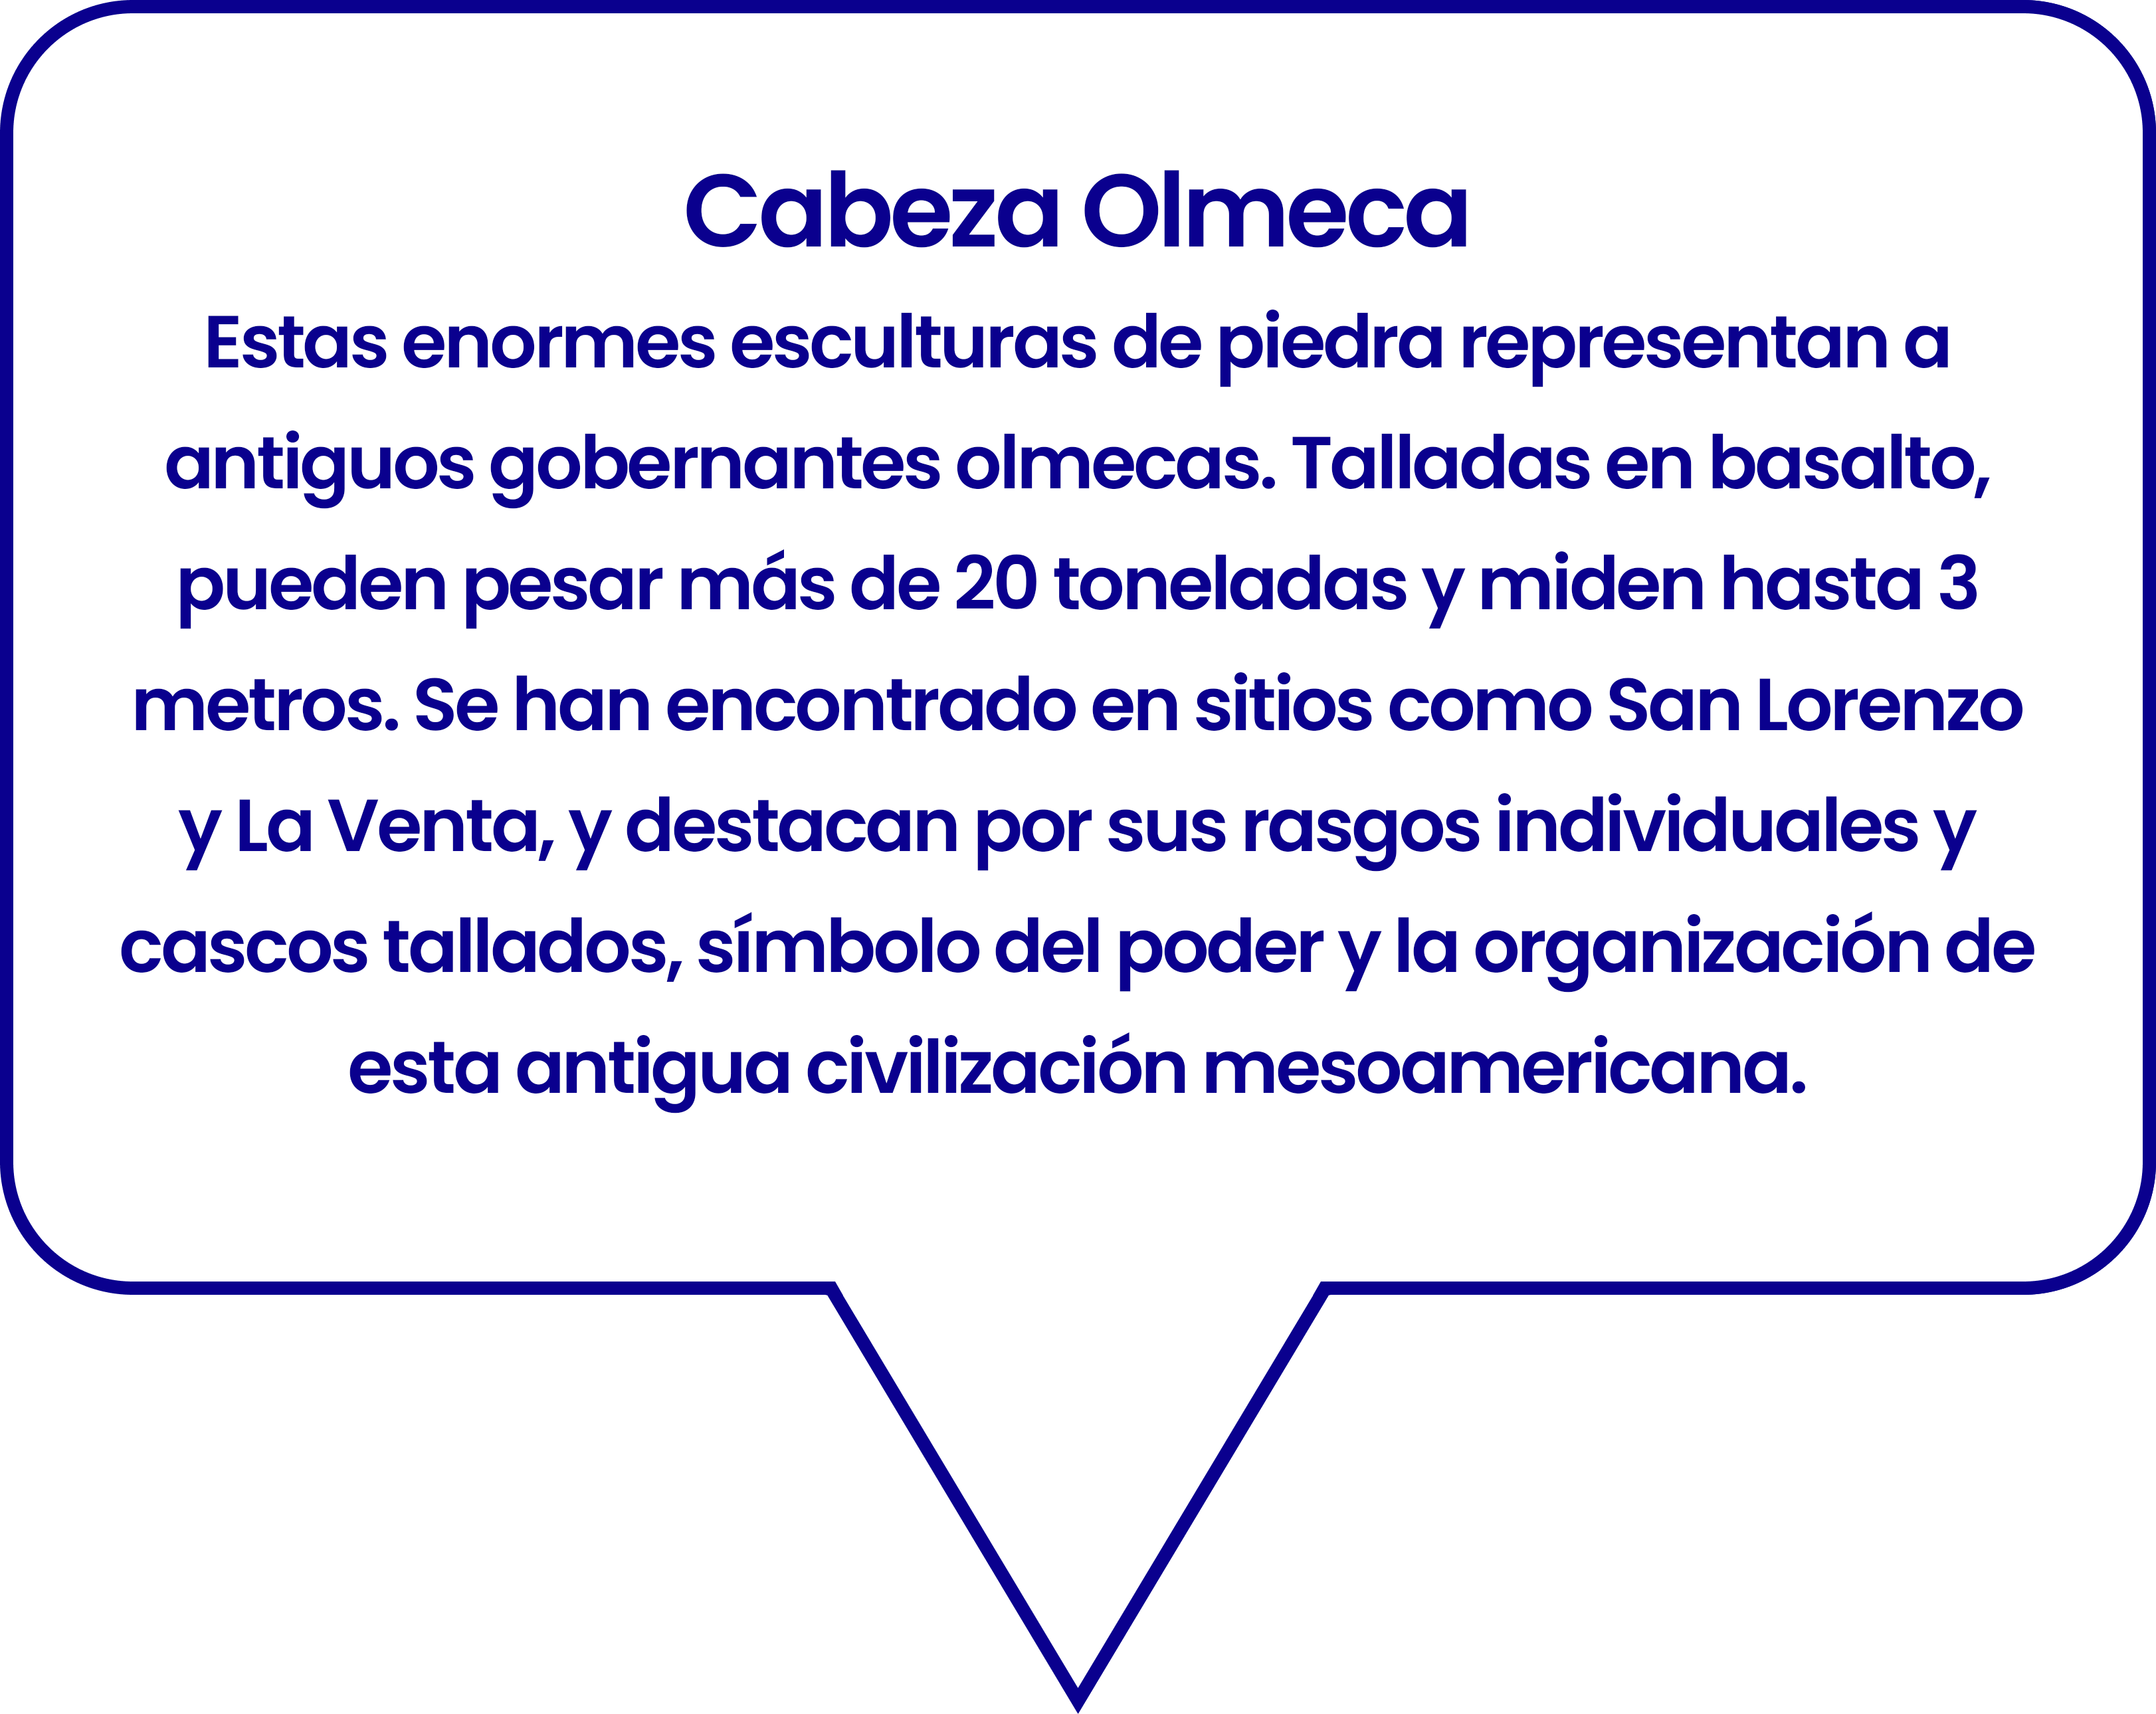 Cabeza Olmeca
Estas enormes esculturas de piedra representan a
antiguos gobernantes olmecas. Talladas en basalto,
pueden pesar más de 20 toneladas y miden hasta 3
metros. Se han encontrado en sitios como San Lorenzo
y La Venta, y destacan por sus rasgos individuales y
cascos tallados, símbolo del poder y la organización de
esta antigua civilización mesoamericana.